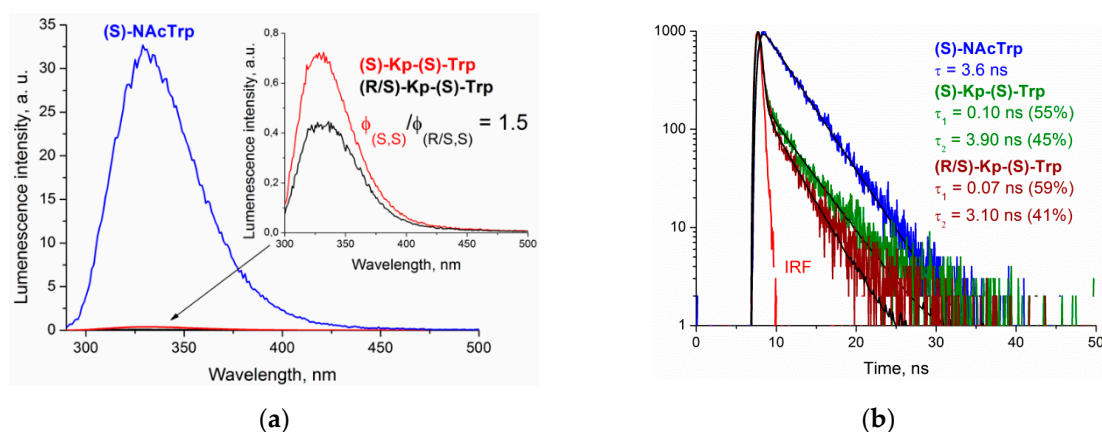 Lumenescence intensity, a. u.
35
30
25
20
15
10
5
0
300
350
400
450
500
Wavelength, nm
(S)-NAcTrp
Lumenescence intensity, a. u.
0,8
0,6
0,4
0,2
0,0
300
350
400
450
500
Wavelength, nm
(S)-Kp-(S)-Trp
(R/S)-Kp-(S)-Trp
ϕ(S,S)/ϕ(R/S,S) = 1.5
(a)
1000
100
10
1
0
10
20
30
40
50
Time, ns
IRF
(S)-NAcTrp
τ = 3.6 ns
(S)-Kp-(S)-Trp
τ1 = 0.10 ns (55%)
τ2 = 3.90 ns (45%)
(R/S)-Kp-(S)-Trp
τ1 = 0.07 ns (59%)
τ2 = 3.10 ns (41%)
(b)